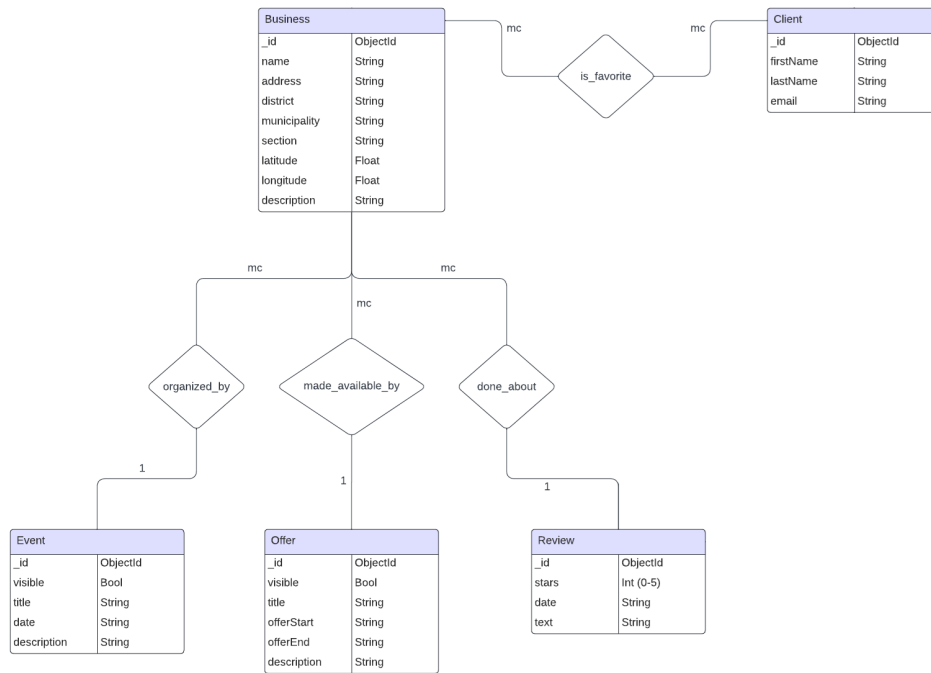 Business
_id ObjectId
name String
address String
district String
municipality String
section String
latitude Float
longitude Float
description String
mc
is_favorite
mc
Client
_id ObjectId
firstName String
lastName String
email String
mc
mc
mc
organized_by
made_available_by
done_about
1
1
1
Event
_id ObjectId
visible Bool
title String
date String
description String
Offer
_id ObjectId
visible Bool
title String
offerStart String
offerEnd String
description String
Review
_id ObjectId
stars Int (0-5)
date String
text String